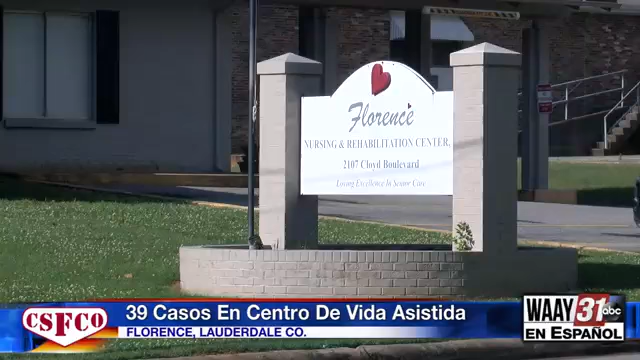 Florence
NURSING & REHABILITATION CENTER,
2107 Cloyd Boulevard
Loving Excellence In Senior Care
CSFCO
39 Casos En Centro De Vida Asistida
FLORENCE, LAUDERDALE CO.
WAAY 31 abc
EN ESPAÑOL